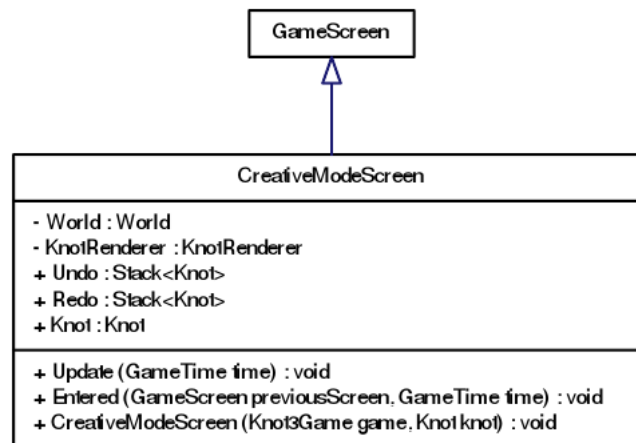 GameScreen
CreativeModeScreen
- World : World
- KnotRenderer : KnotRenderer
+ Undo : Stack<Knot>
+ Redo : Stack<Knot>
+ Knot : Knot
+ Update (GameTime time) : void
+ Entered (GameScreen previousScreen, GameTime time) : void
+ CreativeModeScreen (Knot3Game game, Knot knot) : void